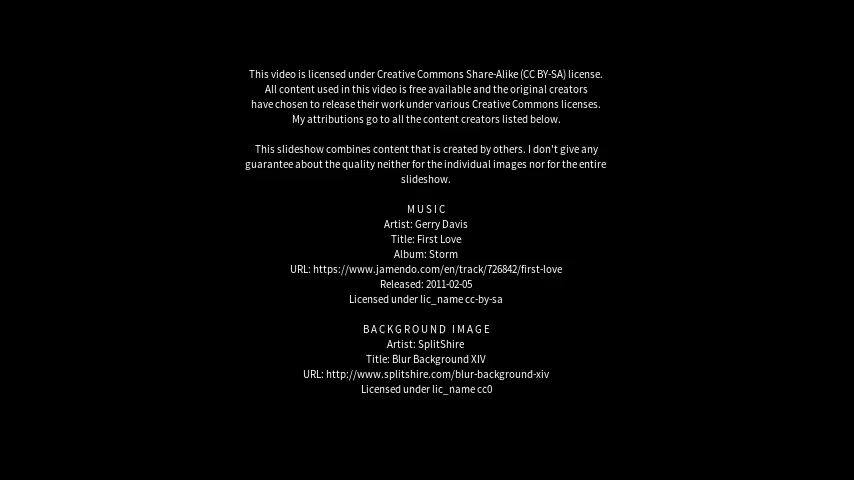 This video is licensed under Creative Commons Share-Alike (CC BY-SA) license.
All content used in this video is free available and the original creators
have chosen to release their work under various Creative Commons licenses.
My attributions go to all the content creators listed below.
This slideshow combines content that is created by others. I don't give any
guarantee about the quality neither for the individual images nor for the entire
slideshow.
MUSIC
Artist: Gerry Davis
Title: First Love
Album: Storm
URL: https://www.jamendo.com/en/track/726842/first-love
Released: 2011-02-05
Licensed under lic_name cc-by-sa
BACKGROUND IMAGE
Artist: SplitShire
Title: Blur Background XIV
URL: http://www.splitshire.com/blur-background-xiv
Licensed under lic_name cc0